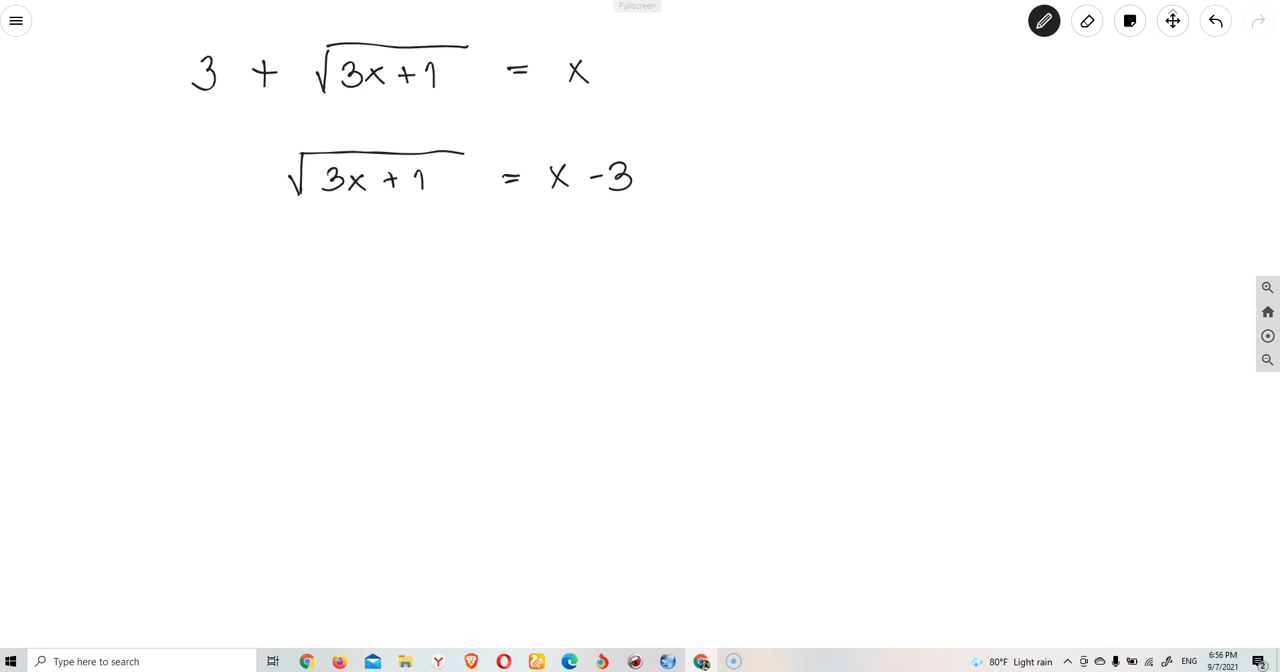 Fullscreen
3 + √(3x+1) = x
√(3x+1) = x -3
Type here to search
80°F Light rain
ENG
6:56 PM
9/7/2021
2